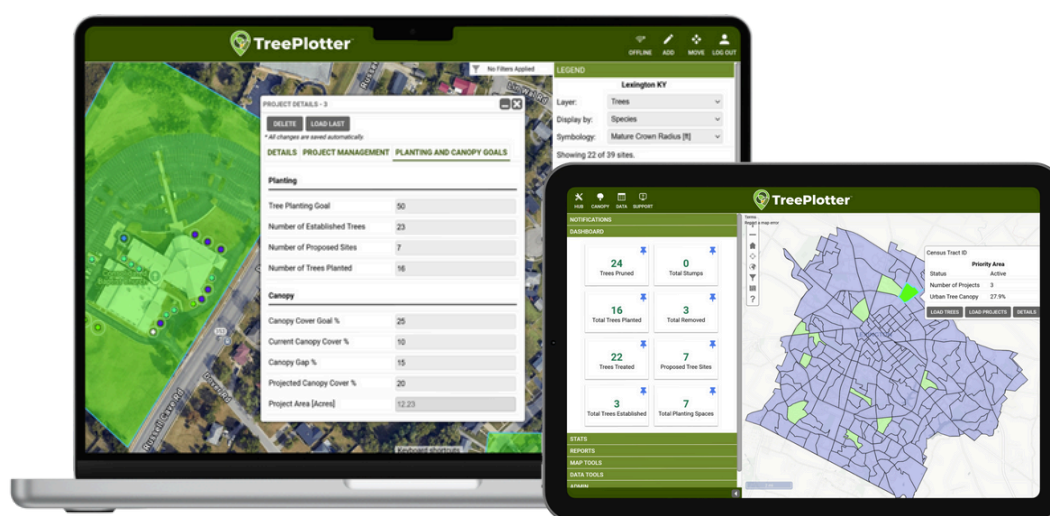 TreePlotter
OFFLINE
ADD
MOVE
LOG OUT
No Filters Applied
LEGEND
Lexington KY
Layer:
Trees
Display by:
Species
Symbology:
Mature Crown Radius [ft]
Showing 22 of 39 sites.
PROJECT DETAILS - 3
DELETE
LOAD LAST
* All changes are saved automatically
DETAILS
PROJECT MANAGEMENT
PLANTING AND CANOPY GOALS
Planting
Tree Planting Goal
50
Number of Established Trees
23
Number of Proposed Sites
7
Number of Trees Planted
16
Canopy
Canopy Cover Goal %
25
Current Canopy Cover %
10
Canopy Gap %
15
Projected Canopy Cover %
20
Project Area [Acres]
12.23
Keyboard shortcuts
Russell Cave Rd
HUB
CANOPY
DATA
SUPPORT
TreePlotter
NOTIFICATIONS
DASHBOARD
24
Trees Pruned
0
Total Stumps
16
Total Trees Planted
3
Total Removed
22
Trees Treated
7
Proposed Tree Sites
3
Total Trees Established
7
Total Planting Spaces
STATS
REPORTS
MAP TOOLS
DATA TOOLS
ADMIN
Terms
Report a map error
Census Tract ID
Priority Area
Status
Active
Number of Projects
3
Urban Tree Canopy
27.9%
LOAD TREES
LOAD PROJECTS
DETAILS